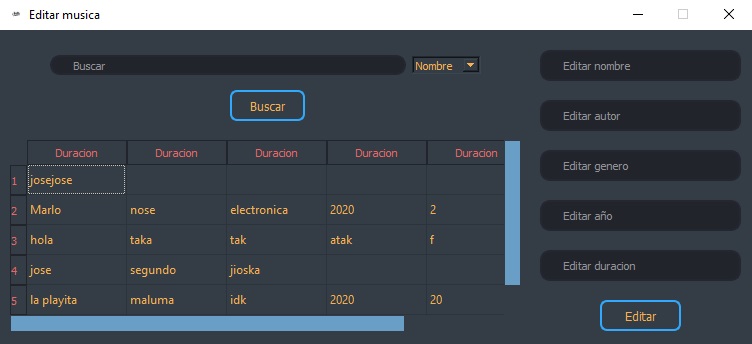 Editar musica
Buscar
Nombre
Buscar
Duracion Duracion Duracion Duracion Duracion
1 josejose
2 Marlo nose electronica 2020 2
3 hola taka tak atak f
4 jose segundo jioska
5 la playita maluma idk 2020 20
Editar nombre
Editar autor
Editar genero
Editar año
Editar duracion
Editar